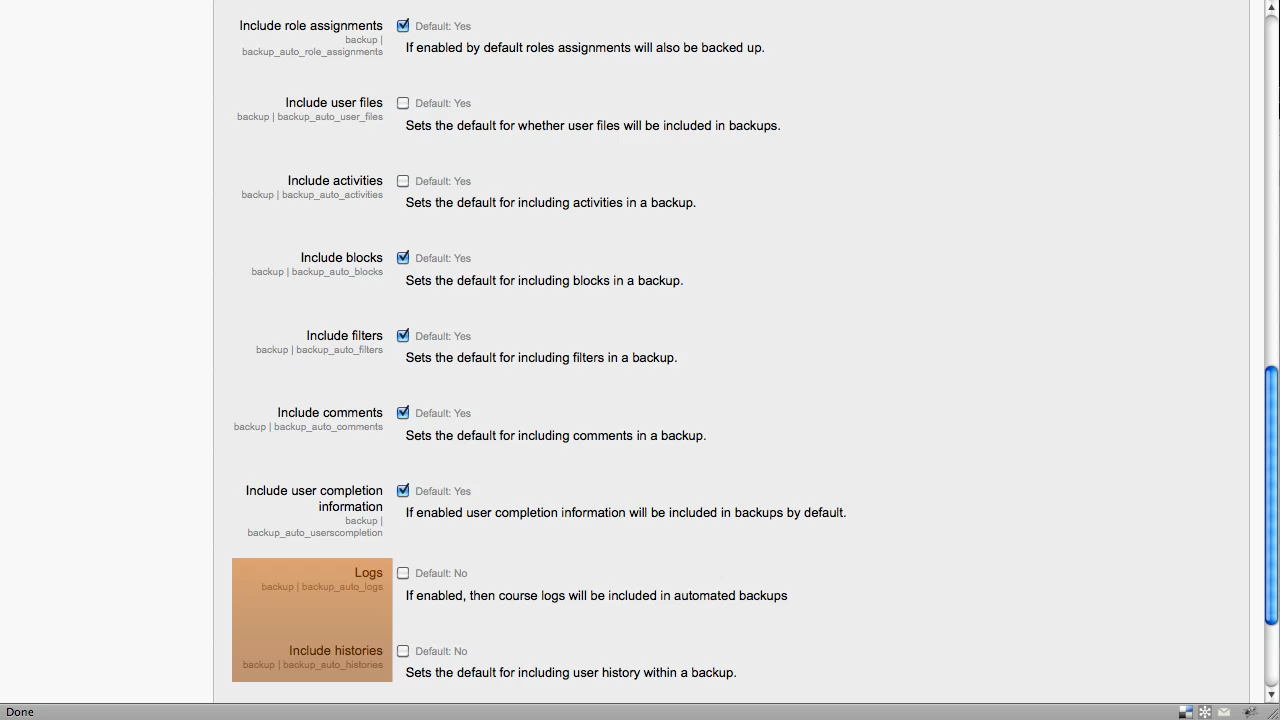 Include role assignments
Default: Yes
backup |
backup_auto_role_assignments
If enabled by default roles assignments will also be backed up.
Include user files
Default: Yes
backup | backup_auto_user_files
Sets the default for whether user files will be included in backups.
Include activities
Default: Yes
backup | backup_auto_activities
Sets the default for including activities in a backup.
Include blocks
Default: Yes
backup | backup_auto_blocks
Sets the default for including blocks in a backup.
Include filters
Default: Yes
backup | backup_auto_filters
Sets the default for including filters in a backup.
Include comments
Default: Yes
backup | backup_auto_comments
Sets the default for including comments in a backup.
Include user completion
information
Default: Yes
backup |
backup_auto_userscompletion
If enabled user completion information will be included in backups by default.
Logs
Default: No
backup | backup_auto_logs
If enabled, then course logs will be included in automated backups
Include histories
Default: No
backup | backup_auto_histories
Sets the default for including user history within a backup.
Done